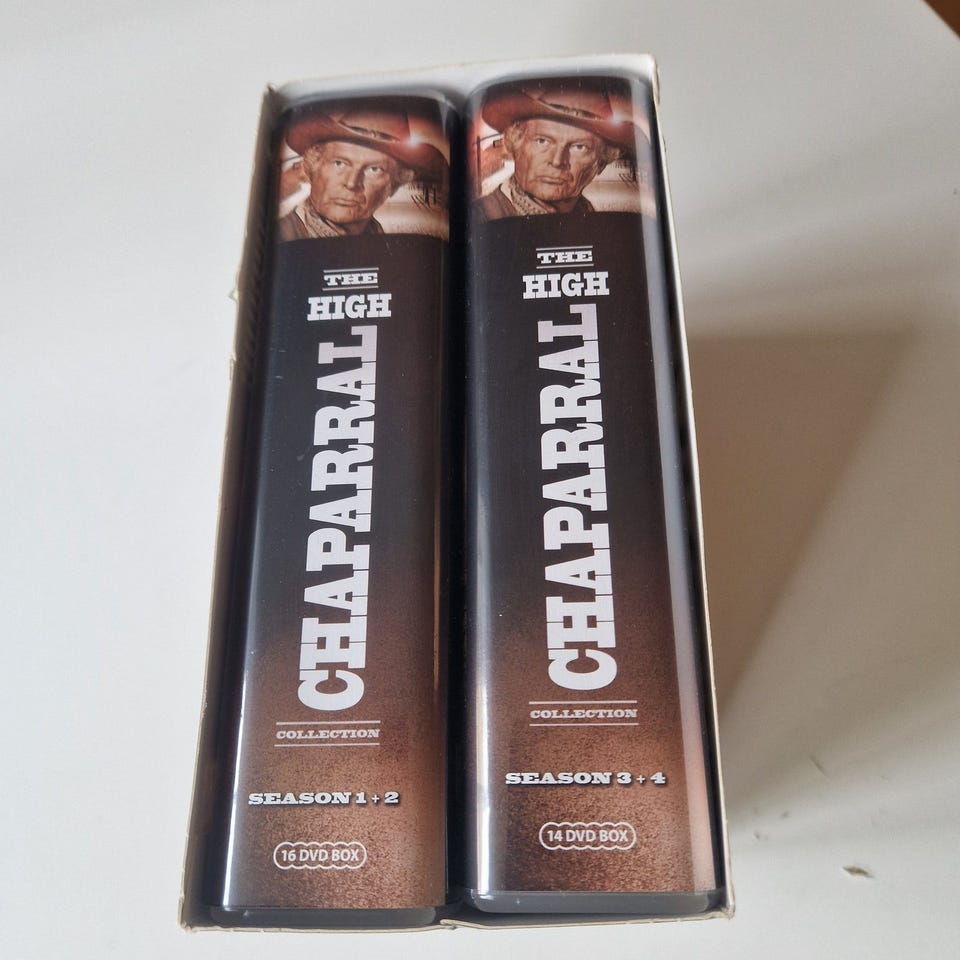 THE
HIGH
CHAPARRAL
COLLECTION
SEASON 1 + 2
16 DVD BOX
THE
HIGH
CHAPARRAL
COLLECTION
SEASON 3 + 4
14 DVD BOX